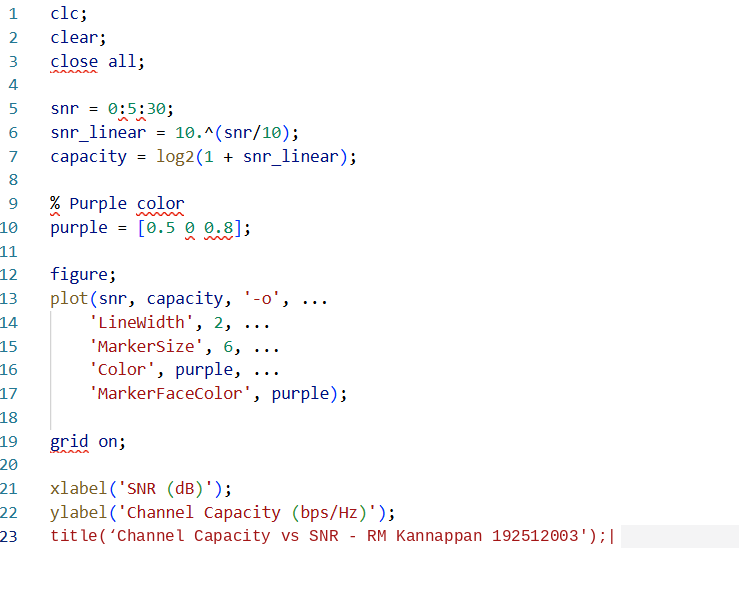 1 clc;
2 clear;
3 close all;
4
5 snr = 0:5:30;
6 snr_linear = 10.^(snr/10);
7 capacity = log2(1 + snr_linear);
8
9 % Purple color
10 purple = [0.5 0 0.8];
11
12 figure;
13 plot(snr, capacity, '-o', ...
14 'LineWidth', 2, ...
15 'MarkerSize', 6, ...
16 'Color', purple, ...
17 'MarkerFaceColor', purple);
18
19 grid on;
20
21 xlabel('SNR (dB)');
22 ylabel('Channel Capacity (bps/Hz)');
23 title(‘Channel Capacity vs SNR - RM Kannappan 192512003');